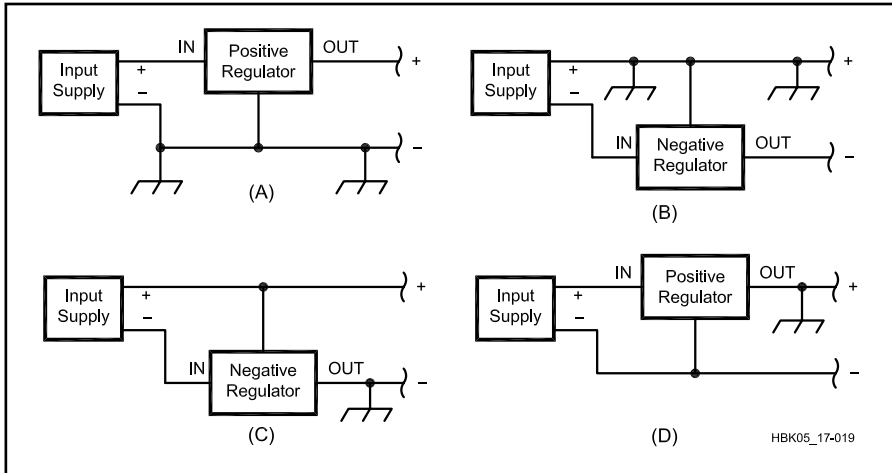 IN
Positive
Regulator
OUT
+
Input
Supply
+
−
−
(A)
Input
Supply
+
−
+
IN
Negative
Regulator
OUT
−
(B)
Input
Supply
+
−
+
IN
Negative
Regulator
OUT
−
(C)
IN
Positive
Regulator
OUT
+
Input
Supply
+
−
−
(D)
HBK05_17-019